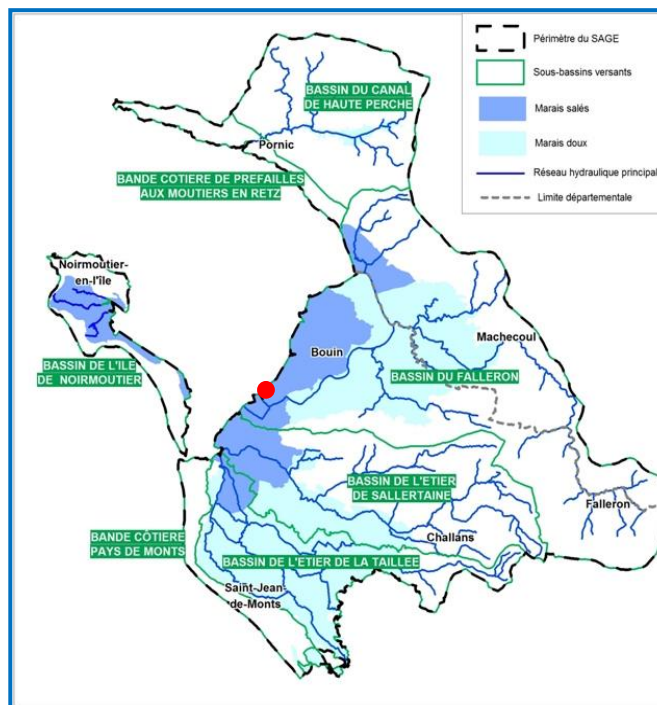 Périmètre du SAGE
Sous-bassins versants
Marais salés
Marais doux
Réseau hydraulique principal
Limite départementale
BASSIN DU CANAL
DE HAUTE PERCHE
Pornic
BANDE COTIERE DE PREFAILLES
AUX MOUTIERS EN RETZ
Noirmoutier-
en-l'île
BASSIN DE L'ILE
DE NOIRMOUTIER
Bouin
Machecoul
BASSIN DU FALLERON
BASSIN DE L'ETIER
DE SALLERTAINE
Falleron
Challans
BANDE CÔTIERE
PAYS DE MONTS
BASSIN DE L'ETIER DE LA TAILLEE
Saint-Jean-
de-Monts